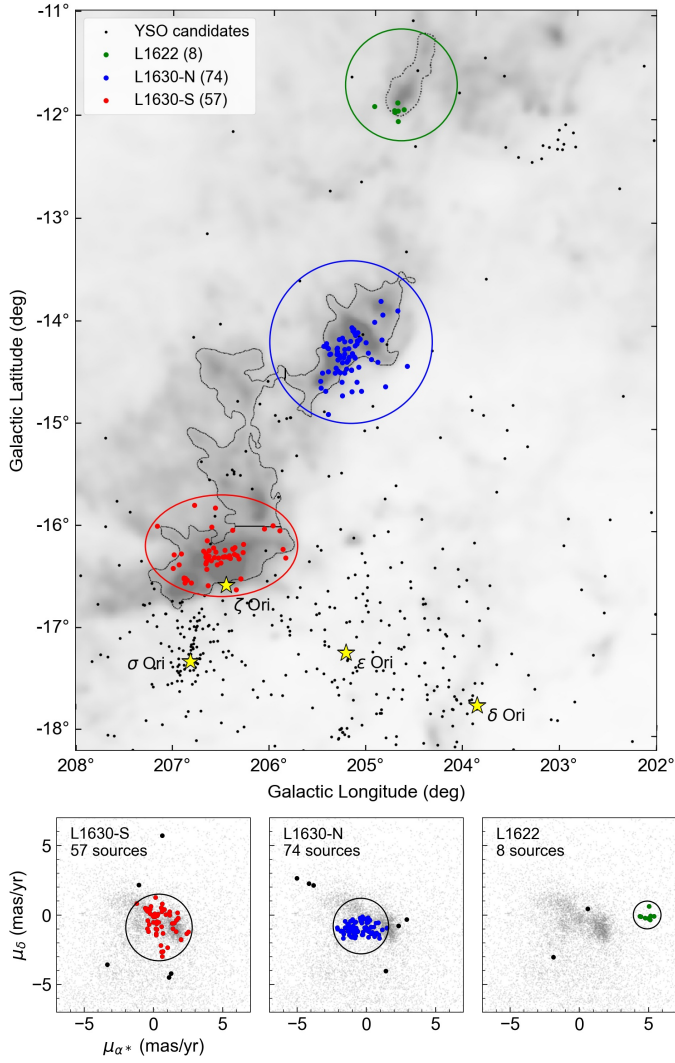 -11°
YSO candidates
L1622 (8)
L1630-N (74)
L1630-S (57)
-12°
-13°
-14°
-15°
-16°
-17°
-18°
Galactic Latitude (deg)
ζ Ori
σ Ori
ε Ori
δ Ori
208° 207° 206° 205° 204° 203° 202°
Galactic Longitude (deg)
L1630-S
57 sources
L1630-N
74 sources
L1622
8 sources
5
0
−5
μδ (mas/yr)
−5 0 5
−5 0 5
−5 0 5
μα* (mas/yr)